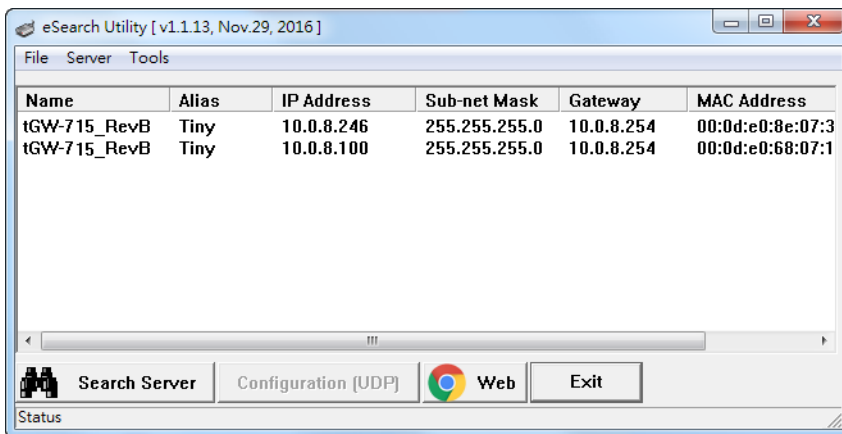 eSearch Utility [ v1.1.13, Nov.29, 2016 ]
File Server Tools
Name Alias IP Address Sub-net Mask Gateway MAC Address
tGW-715_RevB Tiny 10.0.8.246 255.255.255.0 10.0.8.254 00:0d:e0:8e:07:3
tGW-715_RevB Tiny 10.0.8.100 255.255.255.0 10.0.8.254 00:0d:e0:68:07:1
Search Server Configuration (UDP) Web Exit
Status